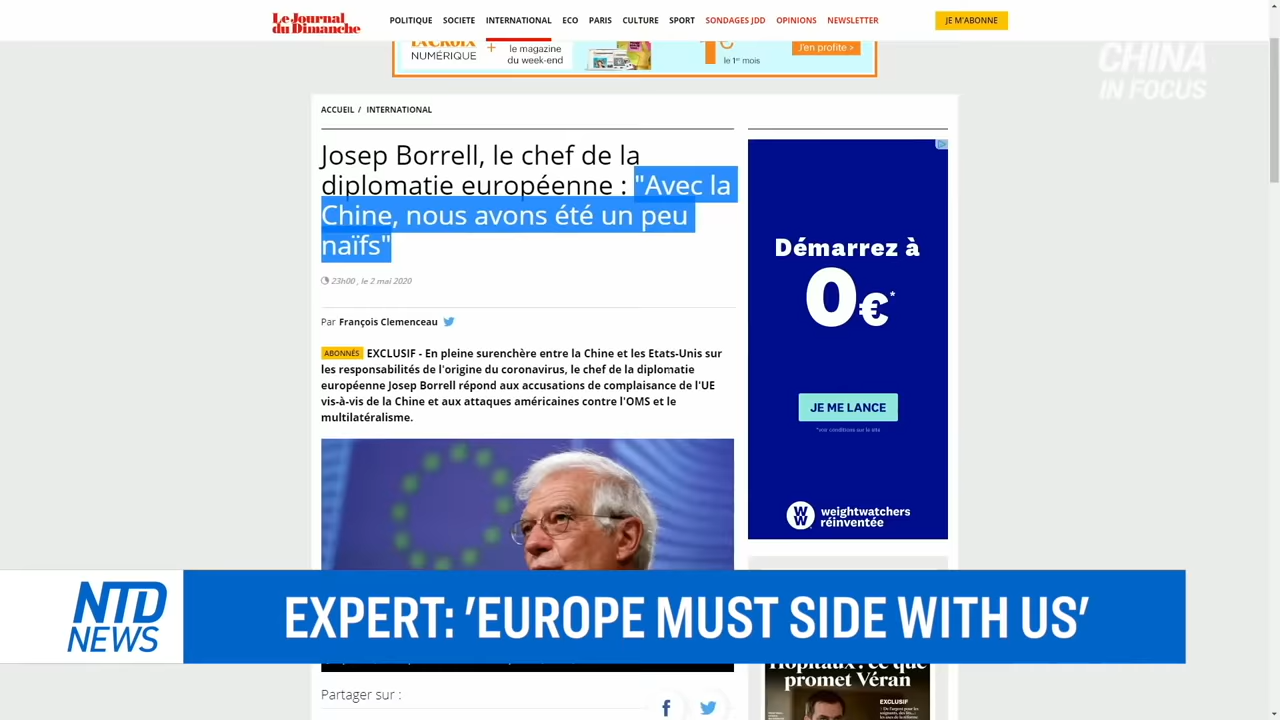 Le Journal
du Dimanche
POLITIQUE SOCIETE INTERNATIONAL ECO PARIS CULTURE SPORT SONDAGES JDD OPINIONS NEWSLETTER
JE M'ABONNE
LA CROIX
NUMÉRIQUE
+
le magazine
du week-end
le 1er mois
J'en profite >
CHINA
IN FOCUS
ACCUEIL / INTERNATIONAL
Josep Borrell, le chef de la
diplomatie européenne : "Avec la
Chine, nous avons été un peu
naïfs"
23h00 , le 2 mai 2020
Par François Clemenceau
ABONNÉS EXCLUSIF - En pleine surenchère entre la Chine et les Etats-Unis sur
les responsabilités de l'origine du coronavirus, le chef de la diplomatie
européenne Josep Borrell répond aux accusations de complaisance de l'UE
vis-à-vis de la Chine et aux attaques américaines contre l'OMS et le
multilatéralisme.
Démarrez à
0€*
JE ME LANCE
*voir conditions sur le site
WW
weightwatchers
réinventée
NTD
NEWS
EXPERT: 'EUROPE MUST SIDE WITH US'
Partager sur :
Hôpitaux : ce que
promet Véran
EXCLUSIF